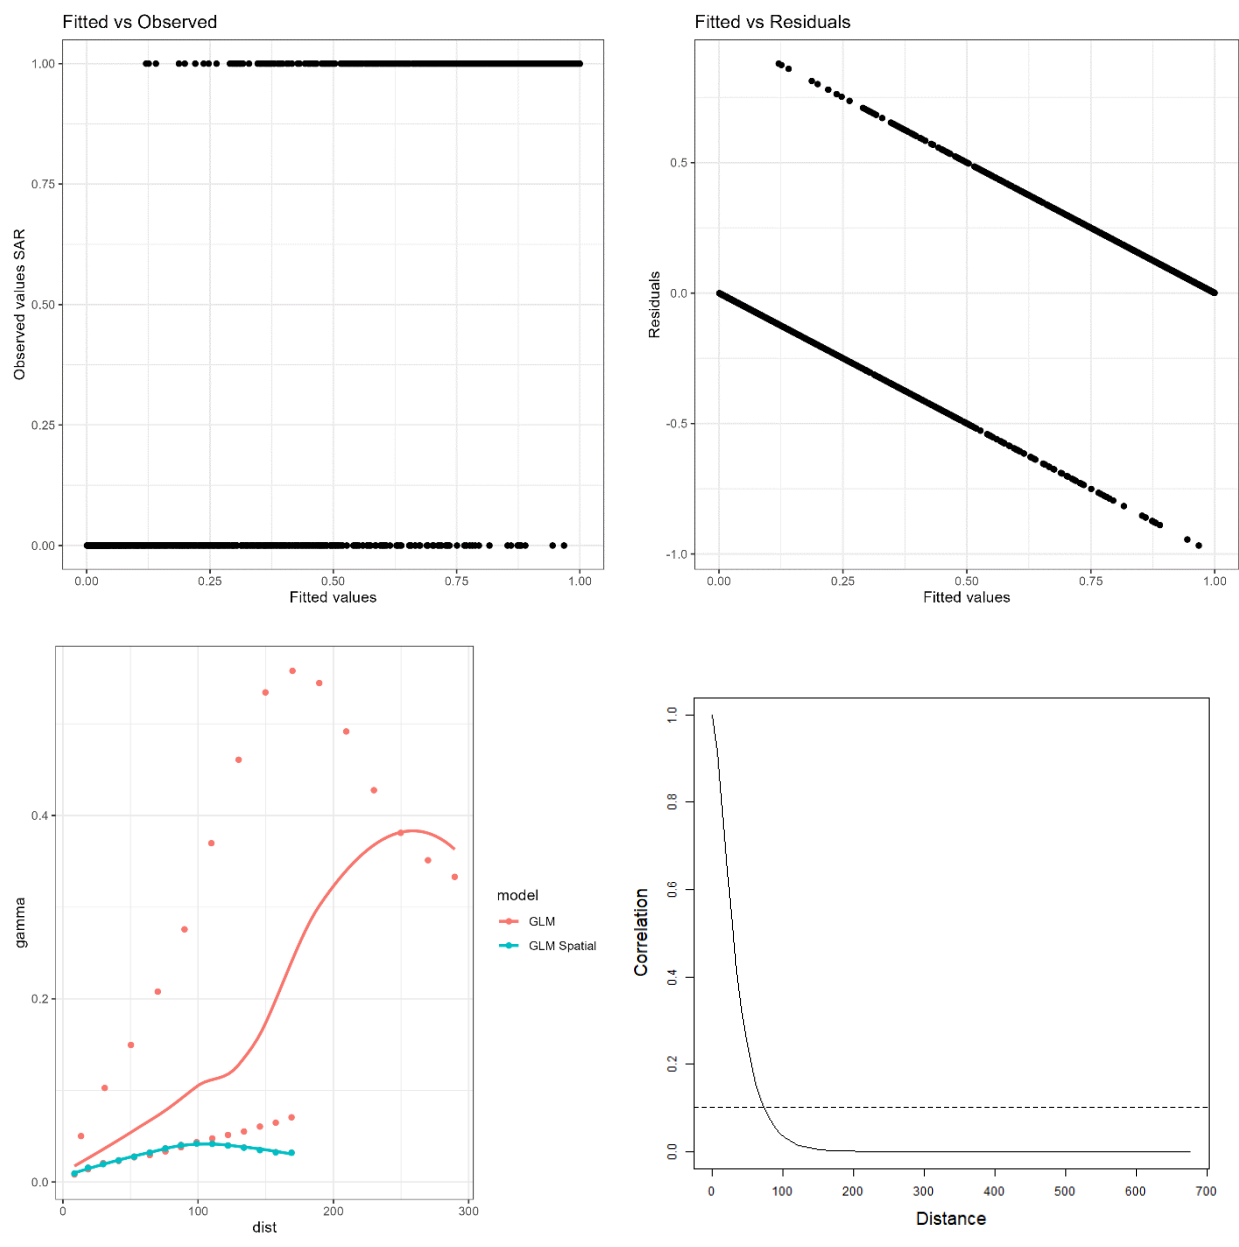 Fitted vs Observed
1.00
0.75
0.50
0.25
0.00
Observed values SAR
0.00 0.25 0.50 0.75 1.00
Fitted values
Fitted vs Residuals
0.5
0.0
-0.5
-1.0
Residuals
0.00 0.25 0.50 0.75 1.00
Fitted values
0.4
0.2
0.0
gamma
0 100 200 300
dist
model
GLM
GLM Spatial
1.0
0.8
0.6
0.4
0.2
0.0
Correlation
0 100 200 300 400 500 600 700
Distance